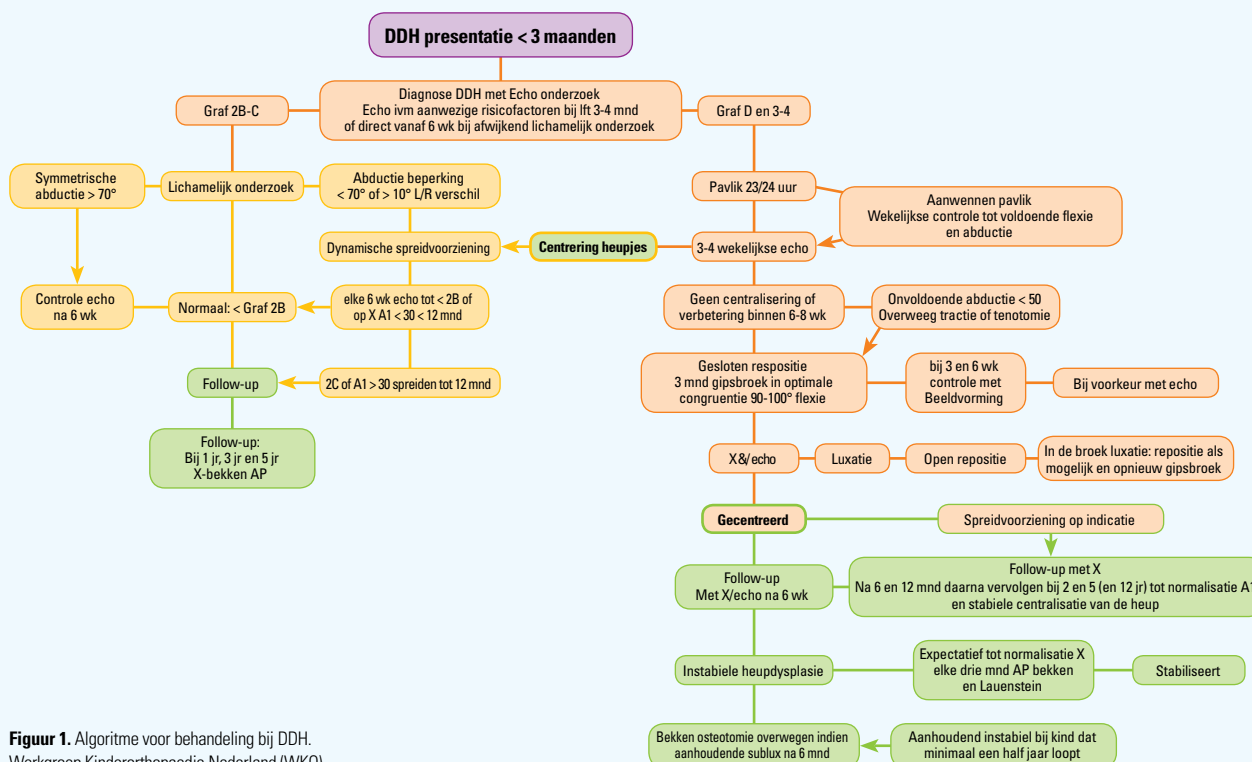 DDH presentatie < 3 maanden
Diagnose DDH met Echo onderzoek
Echo ivm aanwezige risicofactoren bij lft 3-4 mnd
of direct vanaf 6 wk bij afwijkend lichamelijk onderzoek
Graf 2B-C
Graf D en 3-4
Symmetrische
abductie > 70°
Lichamelijk onderzoek
Abductie beperking
< 70° of > 10° L/R verschil
Pavlik 23/24 uur
Aanwennen pavlik
Wekelijkse controle tot voldoende flexie
en abductie
Dynamische spreidvoorziening
Centrering heupjes
3-4 wekelijkse echo
Controle echo
na 6 wk
Normaal: < Graf 2B
elke 6 wk echo tot < 2B of
op X A1 < 30 < 12 mnd
Geen centralisering of
verbetering binnen 6-8 wk
Onvoldoende abductie < 50
Overweeg tractie of tenotomie
Follow-up
2C of A1 > 30 spreiden tot 12 mnd
Gesloten respositie
3 mnd gipsbroek in optimale
congruentie 90-100° flexie
bij 3 en 6 wk
controle met
Beeldvorming
Bij voorkeur met echo
Follow-up:
Bij 1 jr, 3 jr en 5 jr
X-bekken AP
X&/echo
Luxatie
Open repositie
In de broek luxatie: repositie als
mogelijk en opnieuw gipsbroek
Gecentreerd
Spreidvoorziening op indicatie
Follow-up
Met X/echo na 6 wk
Follow-up met X
Na 6 en 12 mnd daarna vervolgen bij 2 en 5 (en 12 jr) tot normalisatie A1
en stabiele centralisatie van de heup
Instabiele heupdysplasie
Expectatief tot normalisatie X
elke drie mnd AP bekken
en Lauenstein
Stabiliseert
Bekken osteotomie overwegen indien
aanhoudende sublux na 6 mnd
Aanhoudend instabiel bij kind dat
minimaal een half jaar loopt
Figuur 1. Algoritme voor behandeling bij DDH.
Werkgroep Kinderorthopaedie Nederland (WKO)